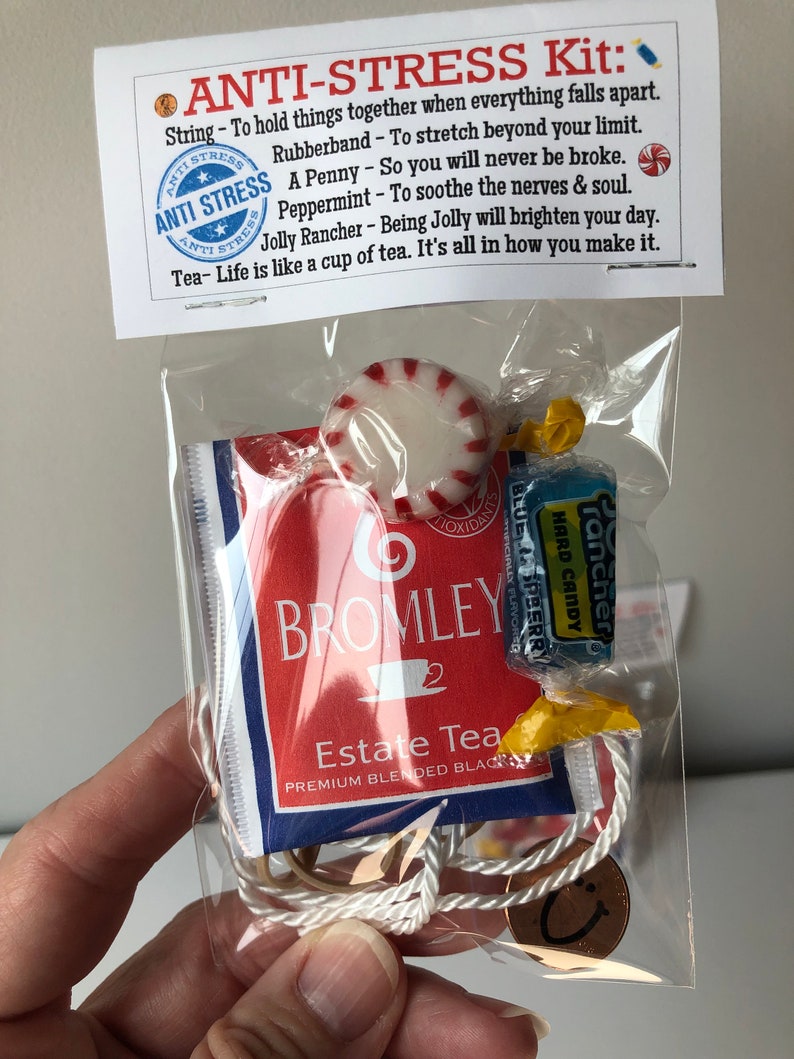 ANTI-STRESS Kit:
String - To hold things together when everything falls apart.
Rubberband - To stretch beyond your limit.
A Penny - So you will never be broke.
Peppermint - To soothe the nerves & soul.
Jolly Rancher - Being Jolly will brighten your day.
Tea- Life is like a cup of tea. It's all in how you make it.
ANTI STRESS
ANTI STRESS
ANTI STRESS
BROMLEY
Estate Tea
PREMIUM BLENDED
HARD CANDY
BLUE